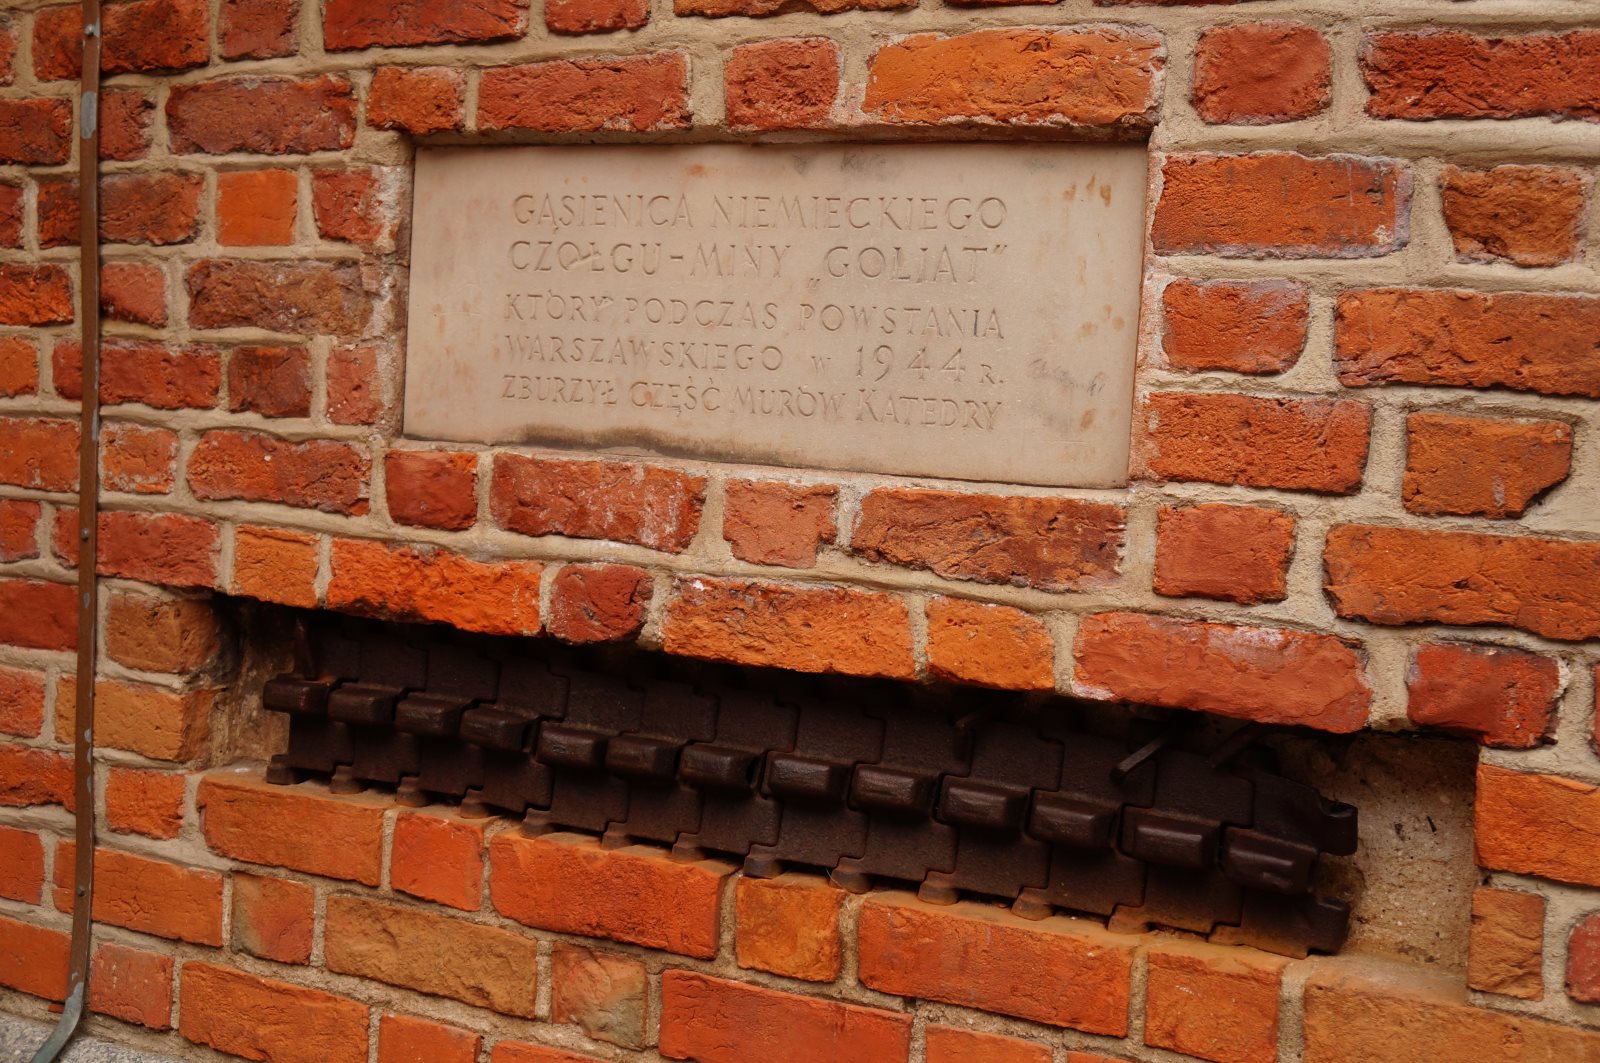 GĄSIENICA NIEMIECKIEGO
CZOŁGU-MINY „GOLIAT”
KTÓRY PODCZAS POWSTANIA
WARSZAWSKIEGO W 1944 R.
ZBURZYŁ CZĘŚĆ MURÓW KATEDRY